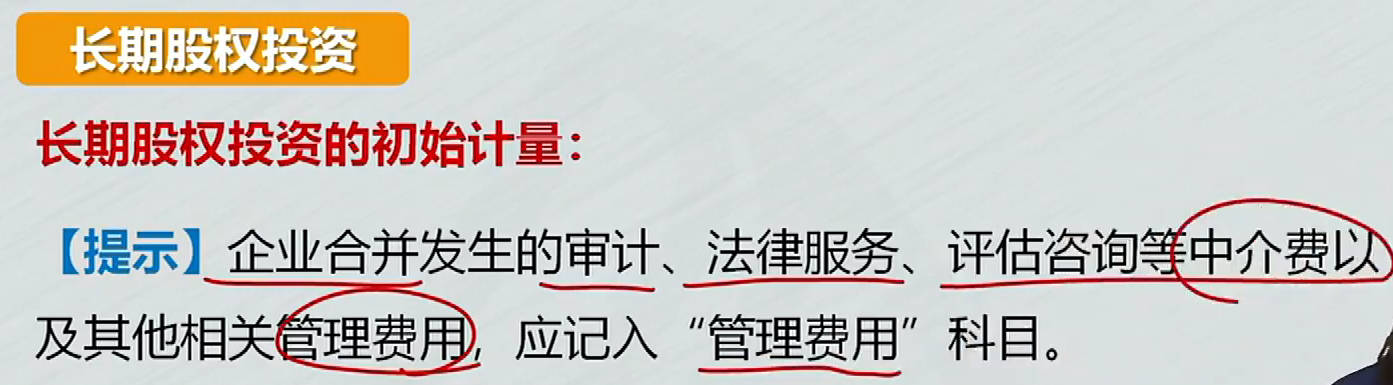 长期股权投资
长期股权投资的初始计量：
【提示】企业合并发生的审计、法律服务、评估咨询等中介费以
及其他相关管理费用，应记入“管理费用”科目。